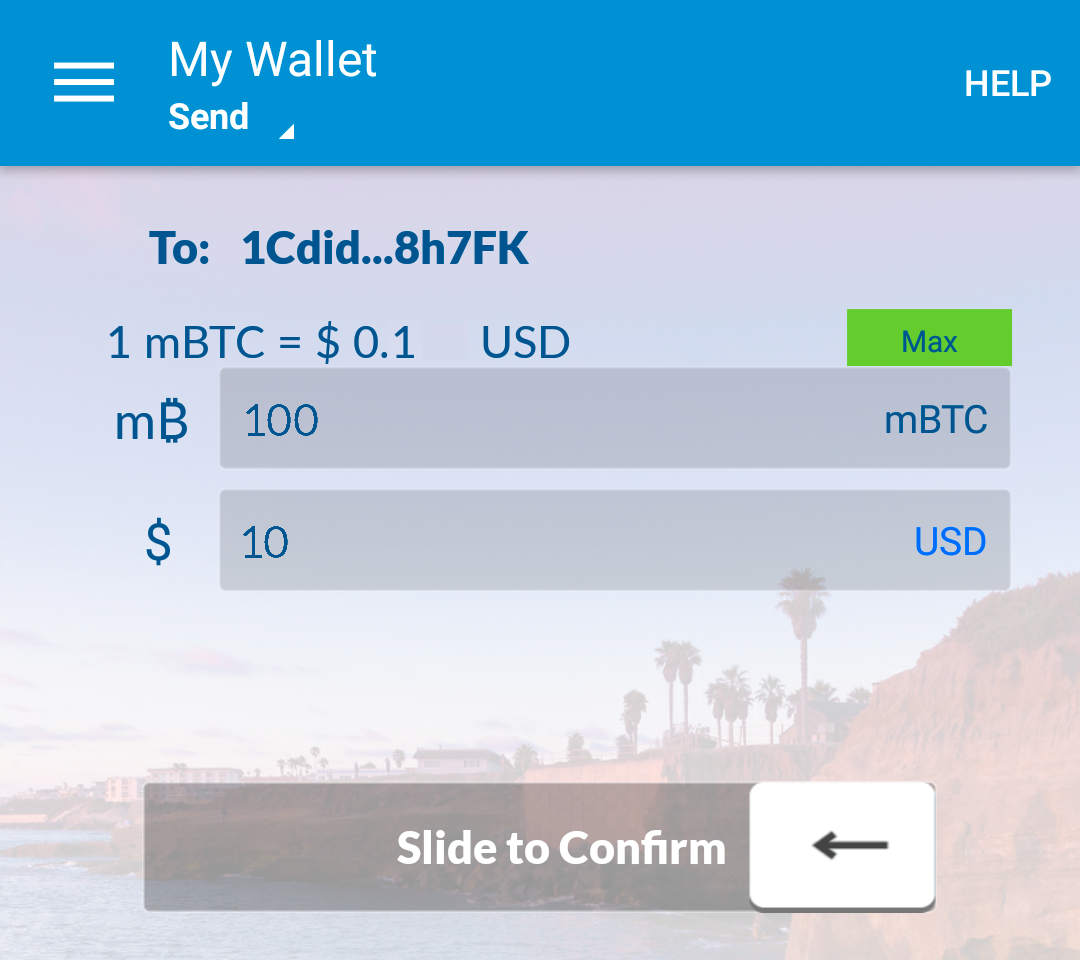 My Wallet
Send
HELP
To: 1Cdid...8h7FK
1 mBTC = $ 0.1 USD
Max
m₿ 100 mBTC
$ 10 USD
Slide to Confirm